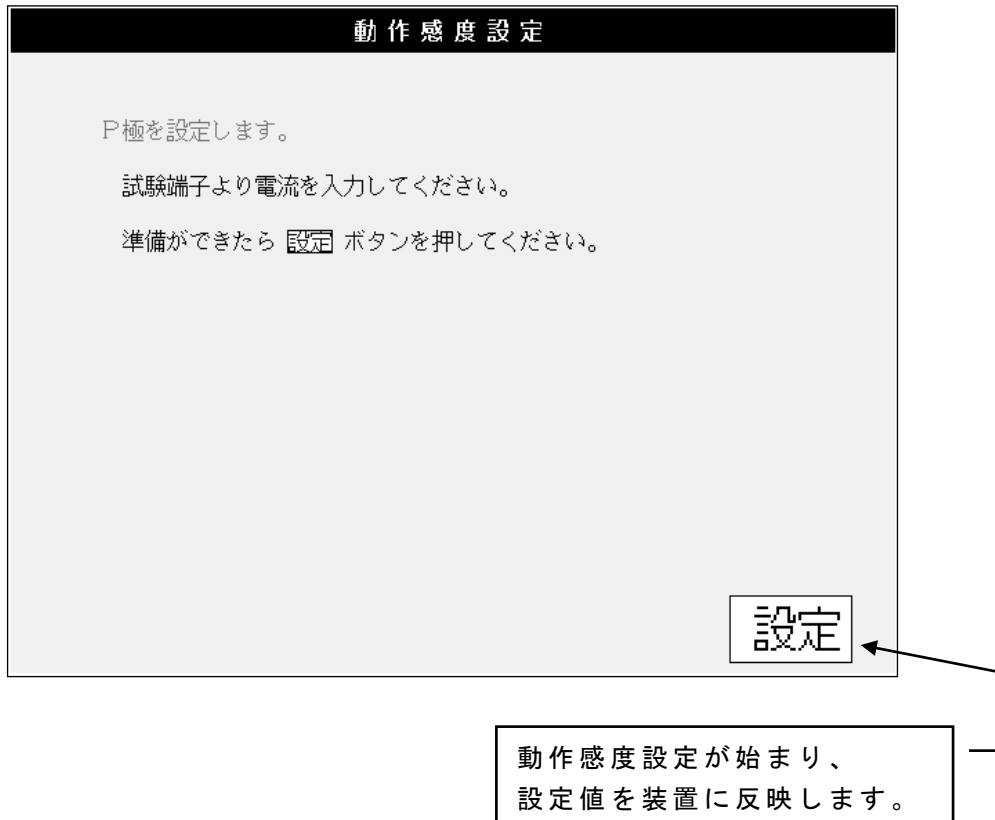 動作感度設定
P極を設定します。
試験端子より電流を入力してください。
準備ができたら 設定 ボタンを押してください。
設定
動作感度設定が始まり、
設定値を装置に反映します。